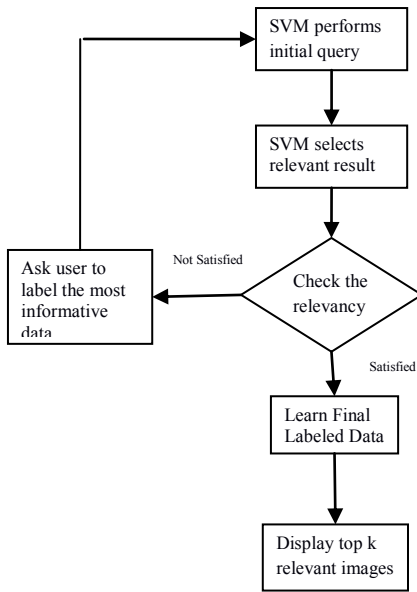 SVM performs
initial query
SVM selects
relevant result
Check the
relevancy
Not Satisfied
Ask user to
label the most
informative
data
Satisfied
Learn Final
Labeled Data
Display top k
relevant images